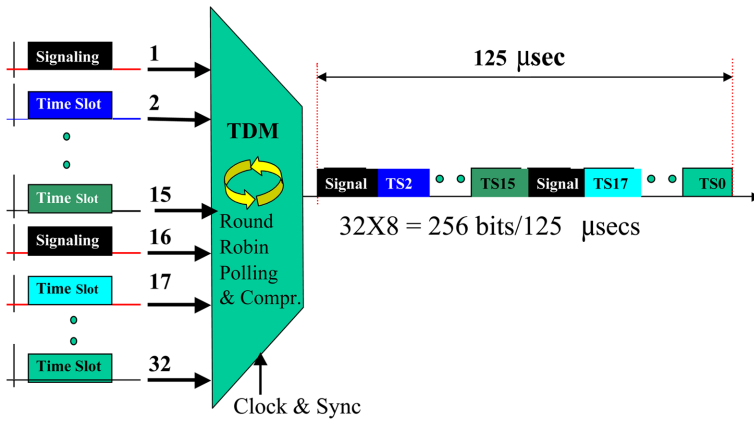 Signaling 1
Time Slot 2
Time Slot 15
Signaling 16
Time Slot 17
Time Slot 32
TDM
Round
Robin
Polling
& Compr.
Clock & Sync
125 μsec
Signal TS2 TS15 Signal TS17 TS0
32X8 = 256 bits/125 μsecs